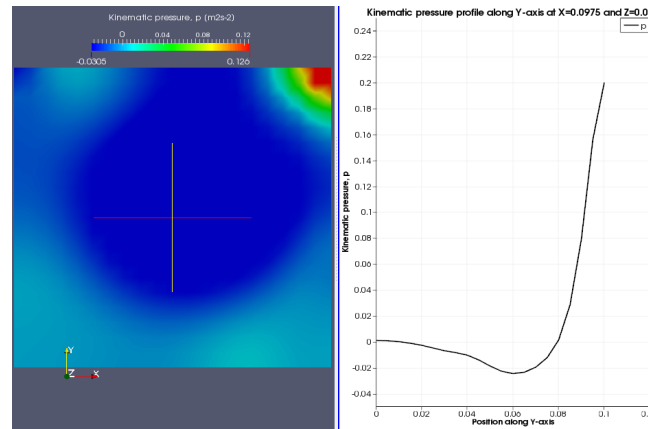 Kinematic pressure, p (m2s-2)
0 0.04 0.08 0.12
-0.0305 0.126
Y
Z X
Kinematic pressure profile along Y-axis at X=0.0975 and Z=0.0
p
Kinematic pressure, p
0.24
0.22
0.2
0.18
0.16
0.14
0.12
0.1
0.08
0.06
0.04
0.02
0
-0.02
-0.04
0 0.02 0.04 0.06 0.08 0.1 0.12
Position along Y-axis